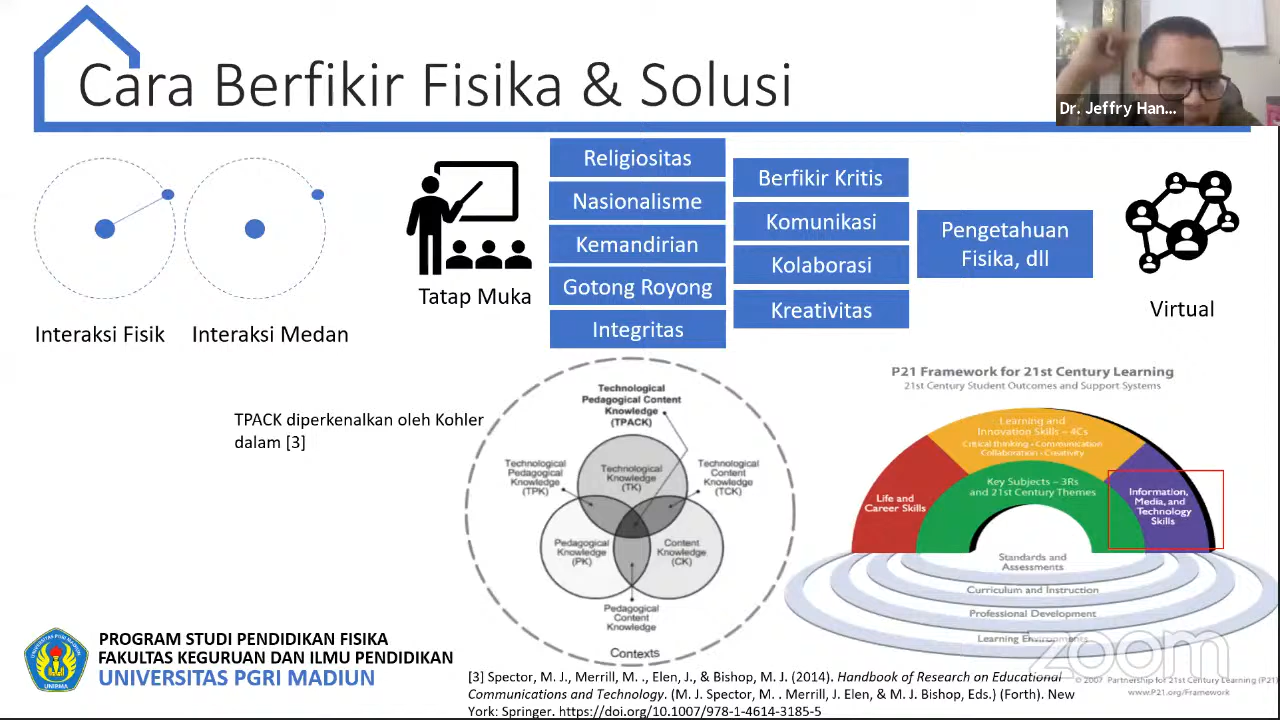 Cara Berfikir Fisika & Solusi
Dr. Jeffry Han...
Interaksi Fisik
Interaksi Medan
Tatap Muka
Religiositas
Nasionalisme
Kemandirian
Gotong Royong
Integritas
Berfikir Kritis
Komunikasi
Kolaborasi
Kreativitas
Pengetahuan
Fisika, dll
Virtual
TPACK diperkenalkan oleh Kohler
dalam [3]
Technological
Pedagogical Content
Knowledge
(TPACK)
Technological
Pedagogical
Knowledge
(TPK)
Technological
Knowledge
(TK)
Technological
Content
Knowledge
(TCK)
Pedagogical
Knowledge
(PK)
Content
Knowledge
(CK)
Pedagogical
Content
Knowledge
Contexts
P21 Framework for 21st Century Learning
21st Century Student Outcomes and Support Systems
Learning and
Innovation Skills – 4Cs
Critical thinking • Communication
Collaboration • Creativity
Key Subjects – 3Rs
and 21st Century Themes
Life and
Career Skills
Information,
Media, and
Technology
Skills
Standards and
Assessments
Curriculum and Instruction
Professional Development
Learning Environments
zoom
© 2007 Partnership for 21st Century Learning (P21)
www.P21.org/Framework
UNIVERSITAS PGRI MADIUN
UNIPMA
PROGRAM STUDI PENDIDIKAN FISIKA
FAKULTAS KEGURUAN DAN ILMU PENDIDIKAN
UNIVERSITAS PGRI MADIUN
[3] Spector, M. J., Merrill, M. ., Elen, J., & Bishop, M. J. (2014). Handbook of Research on Educational
Communications and Technology. (M. J. Spector, M. . Merrill, J. Elen, & M. J. Bishop, Eds.) (Forth). New
York: Springer. https://doi.org/10.1007/978-1-4614-3185-5